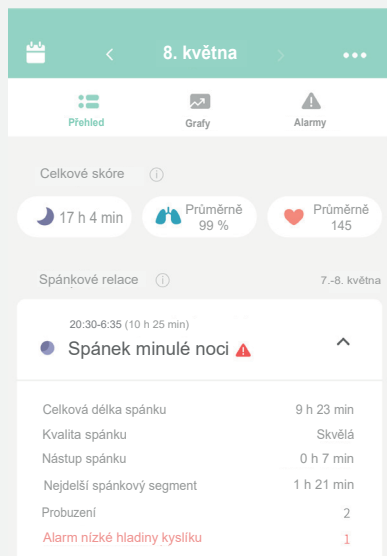 8. května
Přehled
Grafy
Alarmy
Celkové skóre
17 h 4 min
Průměrně
99 %
Průměrně
145
Spánkové relace
7.-8. května
20:30-6:35 (10 h 25 min)
Spánek minulé noci
Celková délka spánku 9 h 23 min
Kvalita spánku Skvělá
Nástup spánku 0 h 7 min
Nejdelší spánkový segment 1 h 21 min
Probuzení 2
Alarm nízké hladiny kyslíku 1